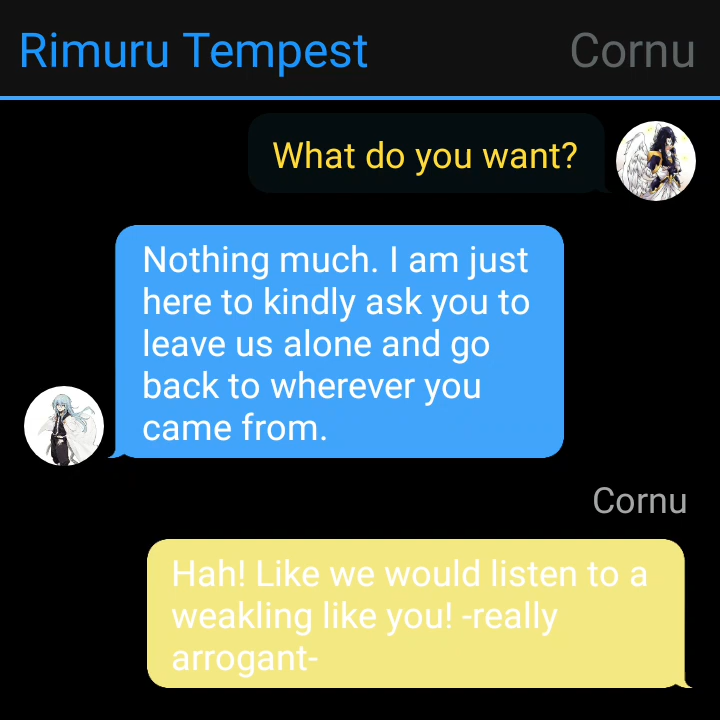 Rimuru Tempest Cornu
What do you want?
Nothing much. I am just
here to kindly ask you to
leave us alone and go
back to wherever you
came from.
Cornu
Hah! Like we would listen to a
weakling like you! -really
arrogant-